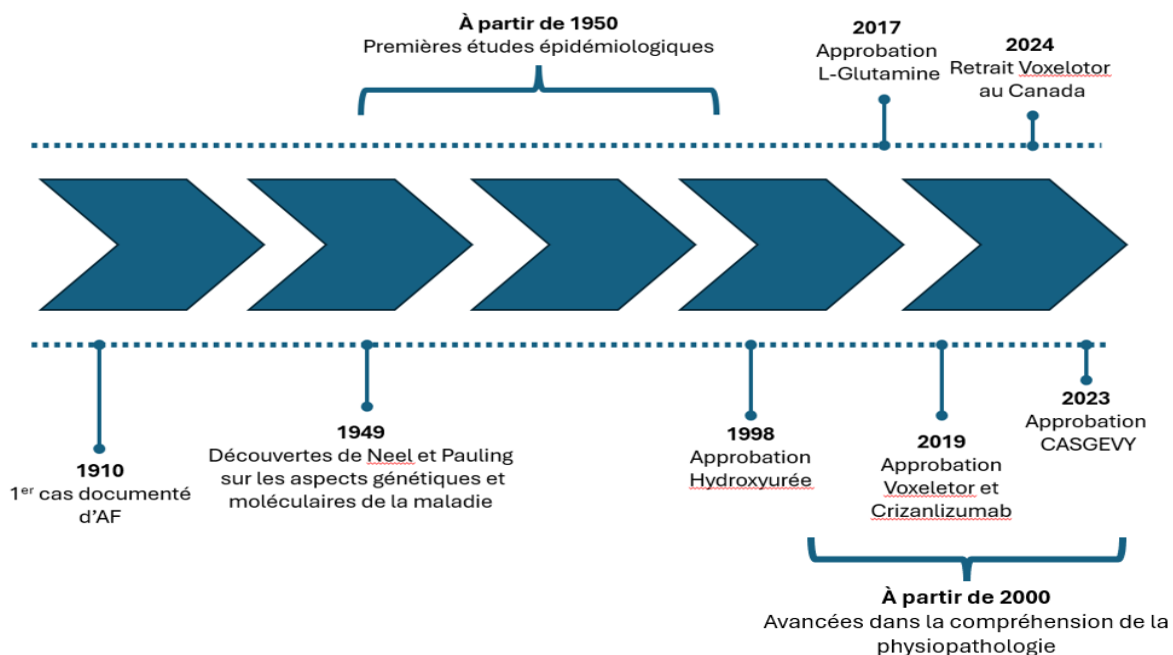 À partir de 1950
Premières études épidémiologiques
2017
Approbation
L-Glutamine
2024
Retrait Voxelotor
au Canada
1910
1er cas documenté
d'AF
1949
Découvertes de Neel et Pauling
sur les aspects génétiques et
moléculaires de la maladie
1998
Approbation
Hydroxyurée
2019
Approbation
Voxeletor et
Crizanlizumab
2023
Approbation
CASGEVY
À partir de 2000
Avancées dans la compréhension de la
physiopathologie